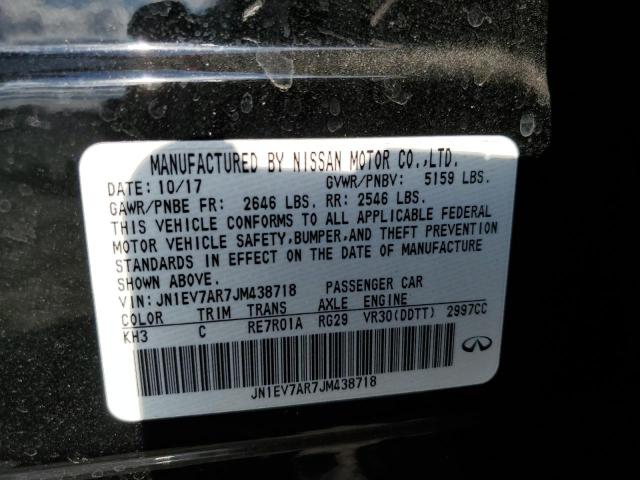 MANUFACTURED BY NISSAN MOTOR CO.,LTD.
DATE: 10/17 GVWR/PNBV: 5159 LBS.
GAWR/PNBE FR: 2646 LBS. RR: 2546 LBS.
THIS VEHICLE CONFORMS TO ALL APPLICABLE FEDERAL
MOTOR VEHICLE SAFETY,BUMPER,AND THEFT PREVENTION
STANDARDS IN EFFECT ON THE DATE OF MANUFACTURE
SHOWN ABOVE.
VIN: JN1EV7AR7JM438718 PASSENGER CAR
COLOR TRIM TRANS AXLE ENGINE
KH3 C RE7R01A RG29 VR30(DDTT) 2997CC
JN1EV7AR7JM438718